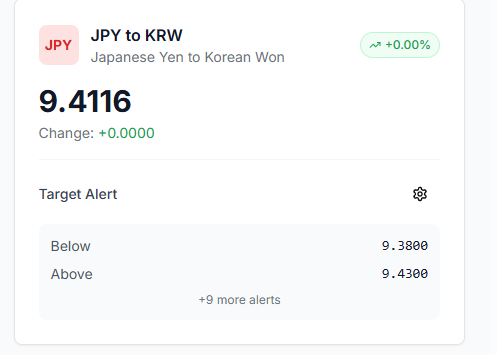 JPY
JPY to KRW
Japanese Yen to Korean Won
+0.00%
9.4116
Change: +0.0000
Target Alert
Below 9.3800
Above 9.4300
+9 more alerts